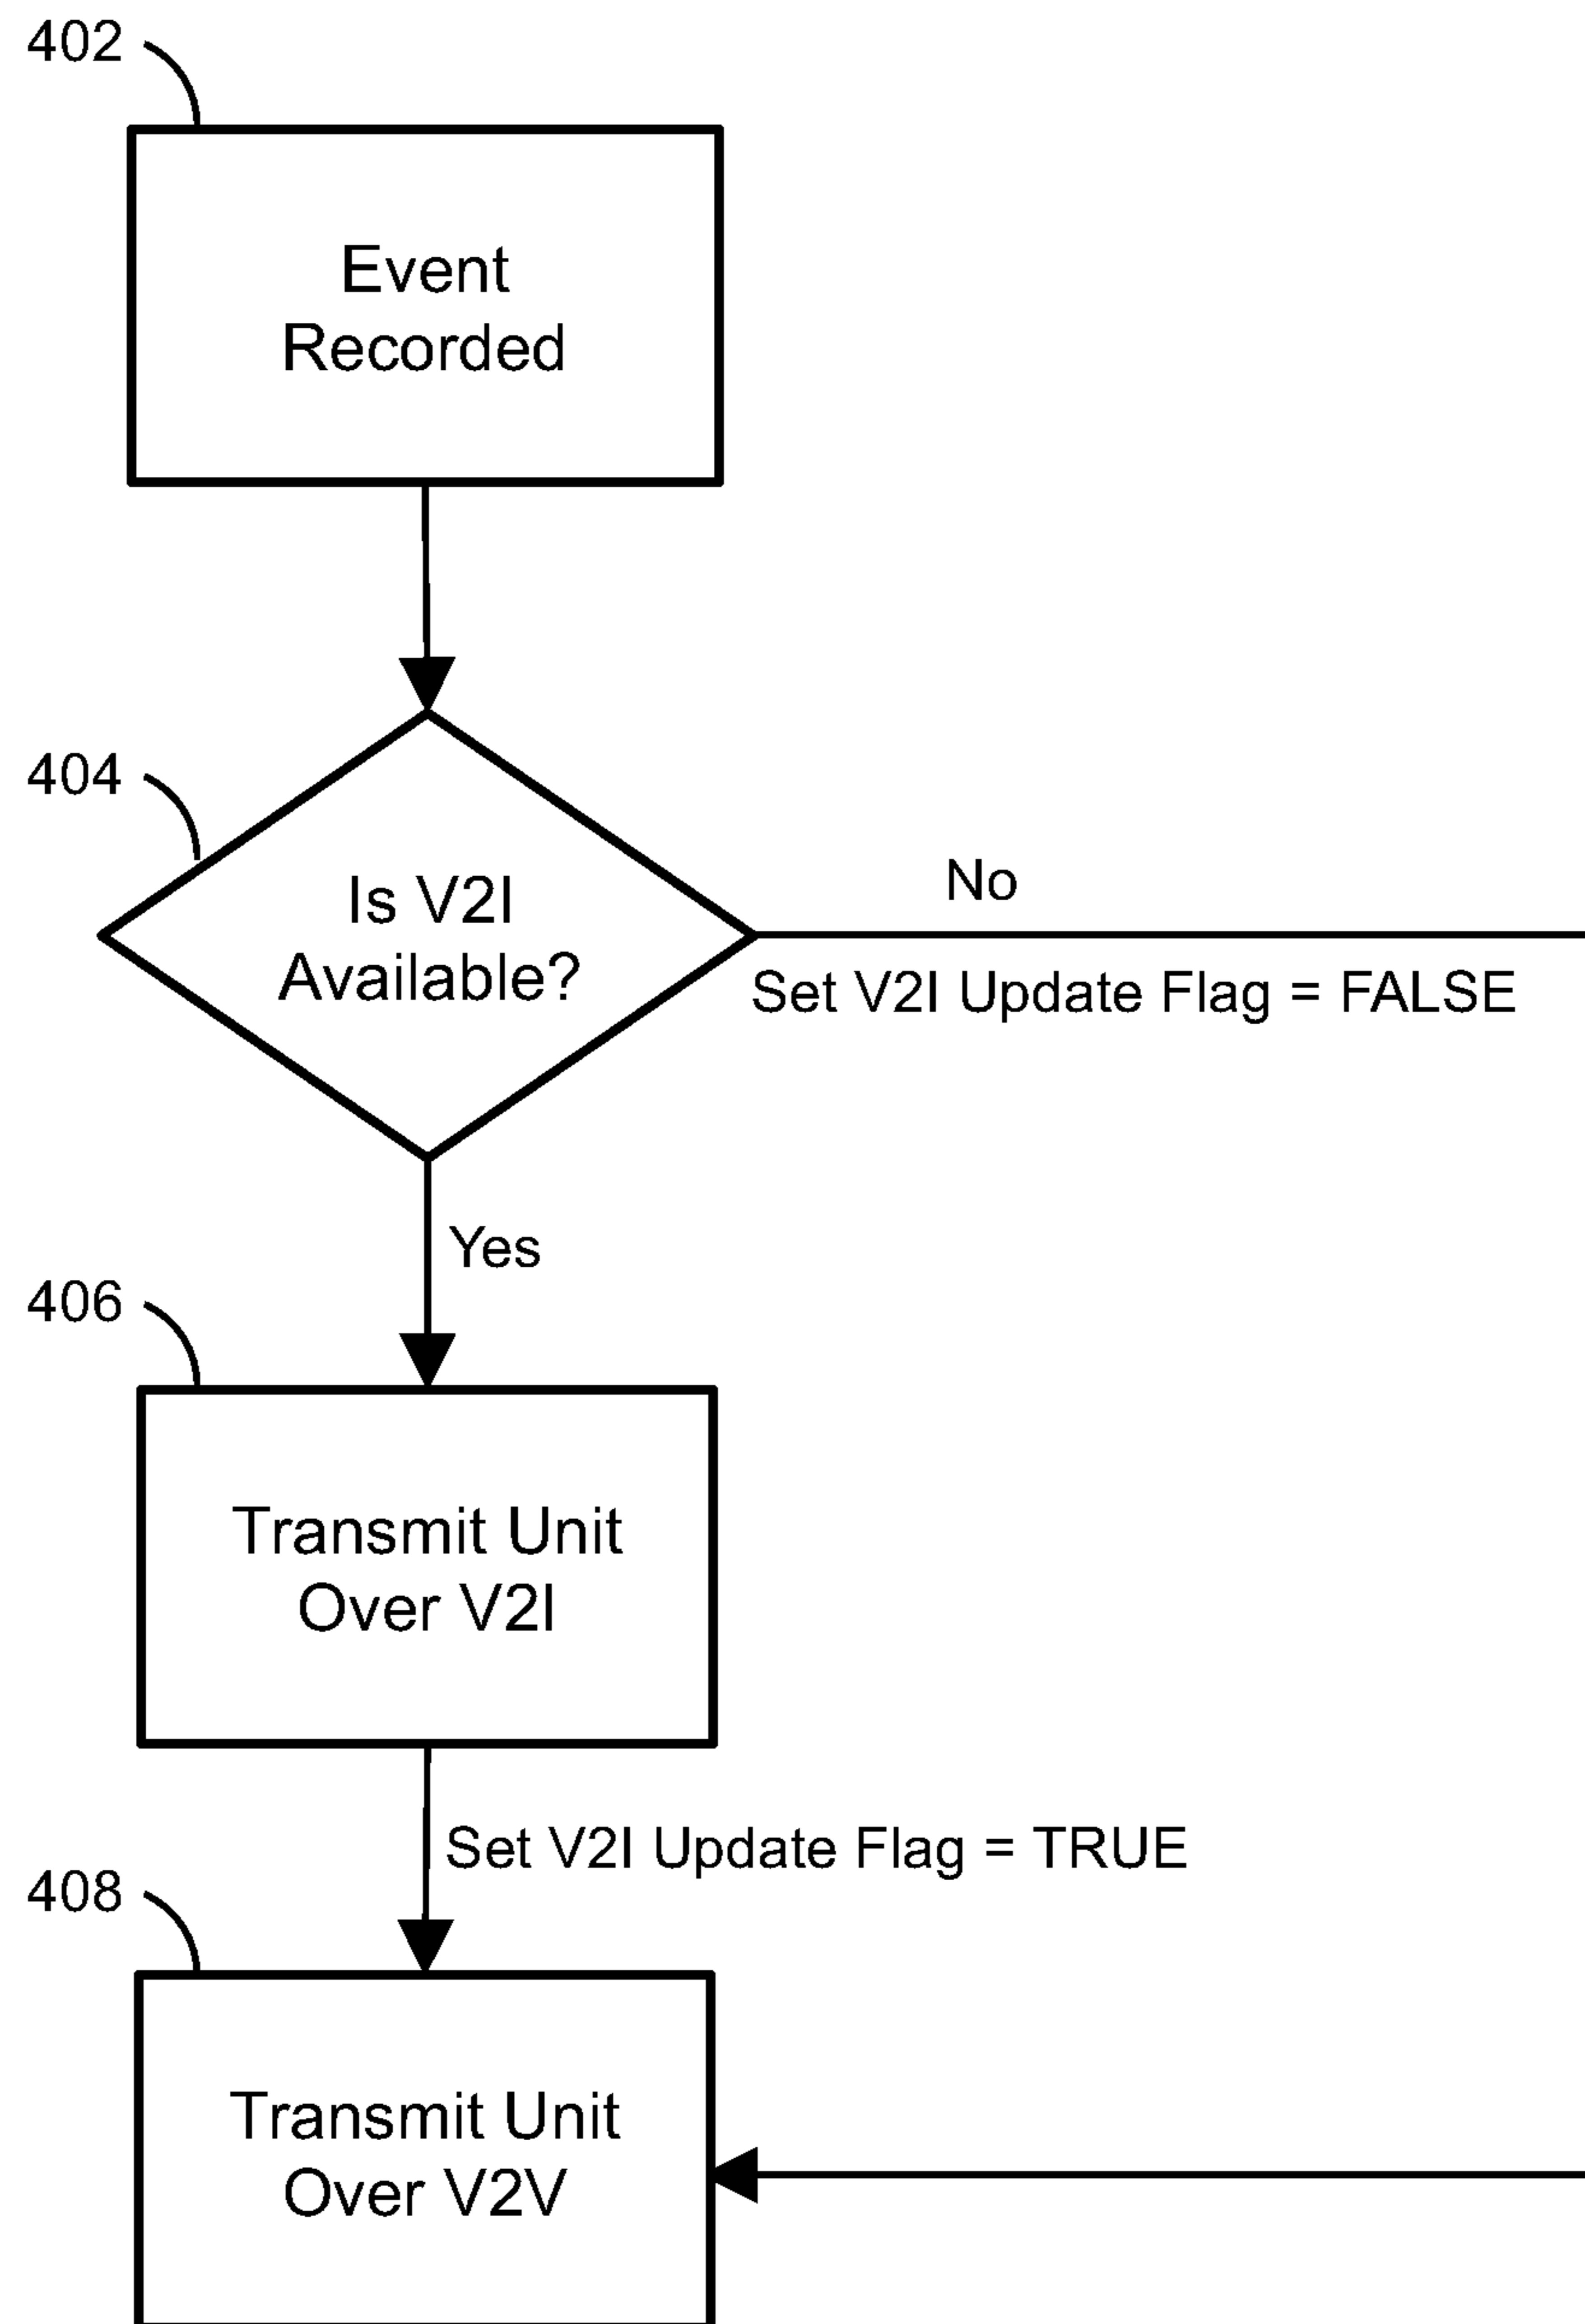 402
Event
Recorded
404
Is V2I
Available?
No
Set V2I Update Flag = FALSE
Yes
406
Transmit Unit
Over V2I
Set V2I Update Flag = TRUE
408
Transmit Unit
Over V2V